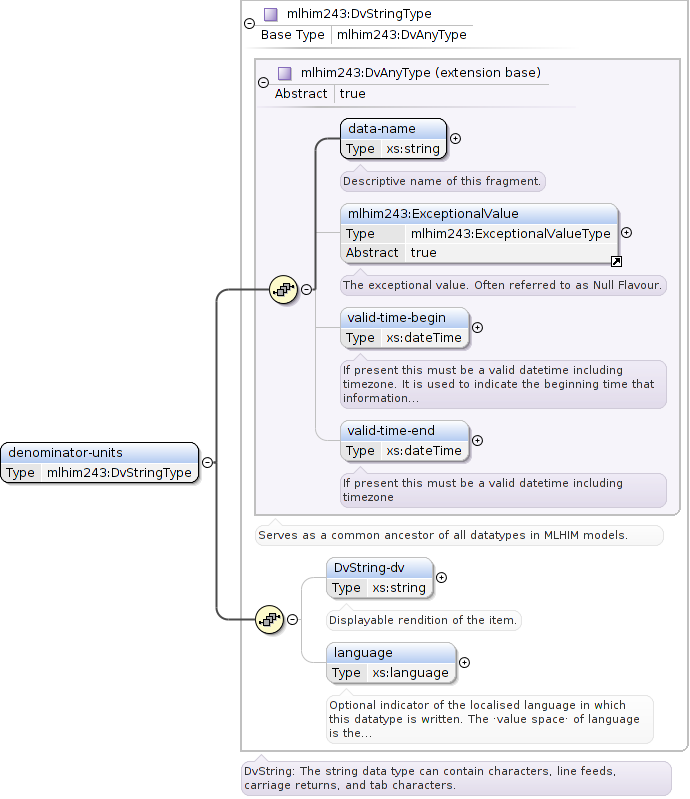 mlhim243:DvStringType
Base Type mlhim243:DvAnyType
mlhim243:DvAnyType (extension base)
Abstract true
data-name
Type xs:string
Descriptive name of this fragment.
mlhim243:ExceptionalValue
Type mlhim243:ExceptionalValueType
Abstract true
The exceptional value. Often referred to as Null Flavour.
valid-time-begin
Type xs:dateTime
If present this must be a valid datetime including
timezone. It is used to indicate the beginning time that
information...
valid-time-end
Type xs:dateTime
If present this must be a valid datetime including
timezone
denominator-units
Type mlhim243:DvStringType
Serves as a common ancestor of all datatypes in MLHIM models.
DvString-dv
Type xs:string
Displayable rendition of the item.
language
Type xs:language
Optional indicator of the localised language in which
this datatype is written. The ·value space· of language
is the...
DvString: The string data type can contain characters, line feeds,
carriage returns, and tab characters.